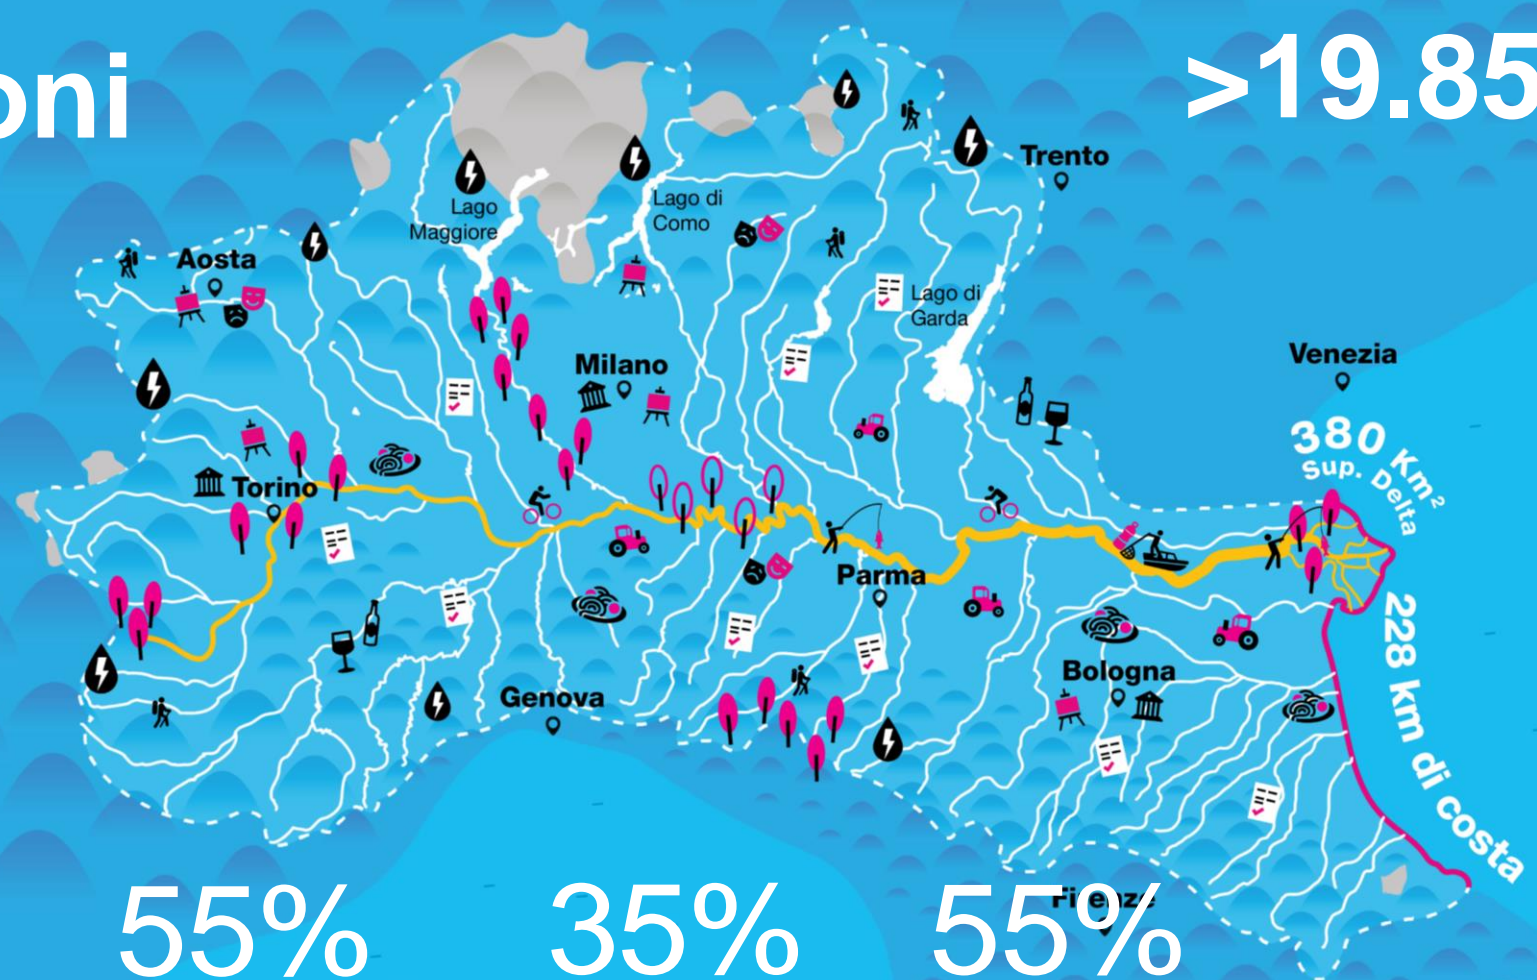 oni
>19.85
Trento
Lago
Maggiore
Lago di
Como
Aosta
Lago di
Garda
Milano
Venezia
380 Km²
Sup. Delta
Torino
Parma
228 km di costa
Bologna
Genova
Firenze
55%
35%
55%